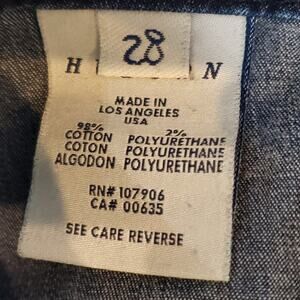 28
H N
MADE IN
LOS ANGELES
USA
98% 2%
COTTON POLYURETHANE
COTON POLYURETHANE
ALGODON POLYURETHANE
RN# 107906
CA# 00635
SEE CARE REVERSE